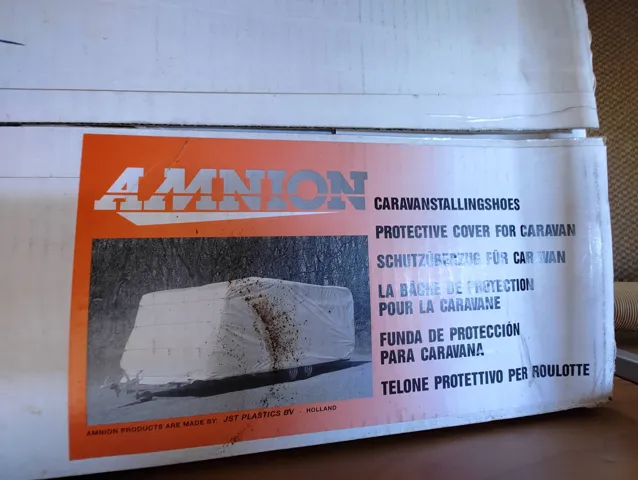 AMNION
CARAVANSTALLINGSHOES
PROTECTIVE COVER FOR CARAVAN
SCHUTZÜBERZUG FÜR CARAVAN
LA BÂCHE DE PROTECTION
POUR LA CARAVANE
FUNDA DE PROTECCIÓN
PARA CARAVANA
TELONE PROTETTIVO PER ROULOTTE
AMNION PRODUCTS ARE MADE BY: JST PLASTICS BV - HOLLAND